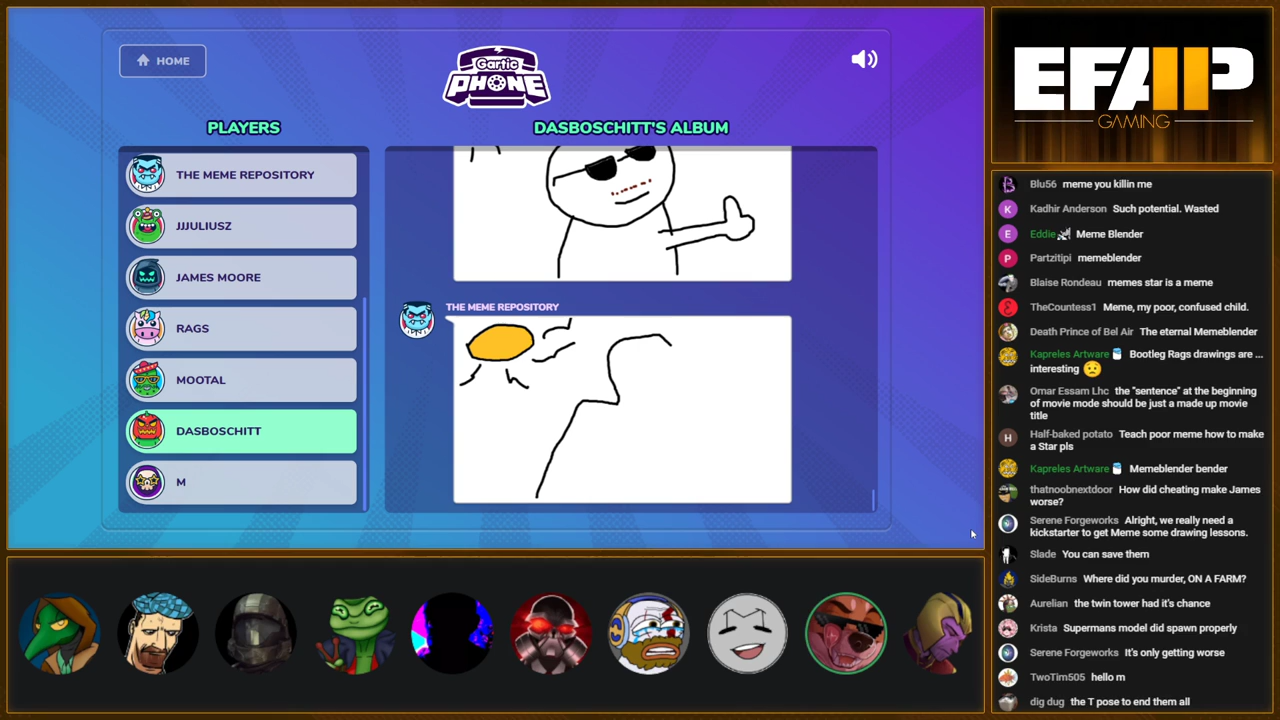 HOME
Gartic
PHONE
PLAYERS
THE MEME REPOSITORY
JJJULIUSZ
JAMES MOORE
RAGS
MOOTAL
DASBOSCHITT
M
DASBOSCHITT'S ALBUM
THE MEME REPOSITORY
EFAP
GAMING
Blu56 meme you killin me
Kadhir Anderson Such potential. Wasted
Eddie Meme Blender
Partzitipi memeblender
Blaise Rondeau memes star is a meme
TheCountess1 Meme, my poor, confused child.
Death Prince of Bel Air The eternal Memeblender
Kapreles Artware Bootleg Rags drawings are ...
interesting
Omar Essam Lhc the "sentence" at the beginning
of movie mode should be just a made up movie
title
Half-baked potato Teach poor meme how to make
a Star pls
Kapreles Artware Memeblender bender
thatnoobnextdoor How did cheating make James
worse?
Serene Forgeworks Alright, we really need a
kickstarter to get Meme some drawing lessons.
Slade You can save them
SideBurns Where did you murder, ON A FARM?
Aurelian the twin tower had it's chance
Krista Supermans model did spawn properly
Serene Forgeworks It's only getting worse
TwoTim505 hello m
dig dug the T pose to end them all
K
E
P
H